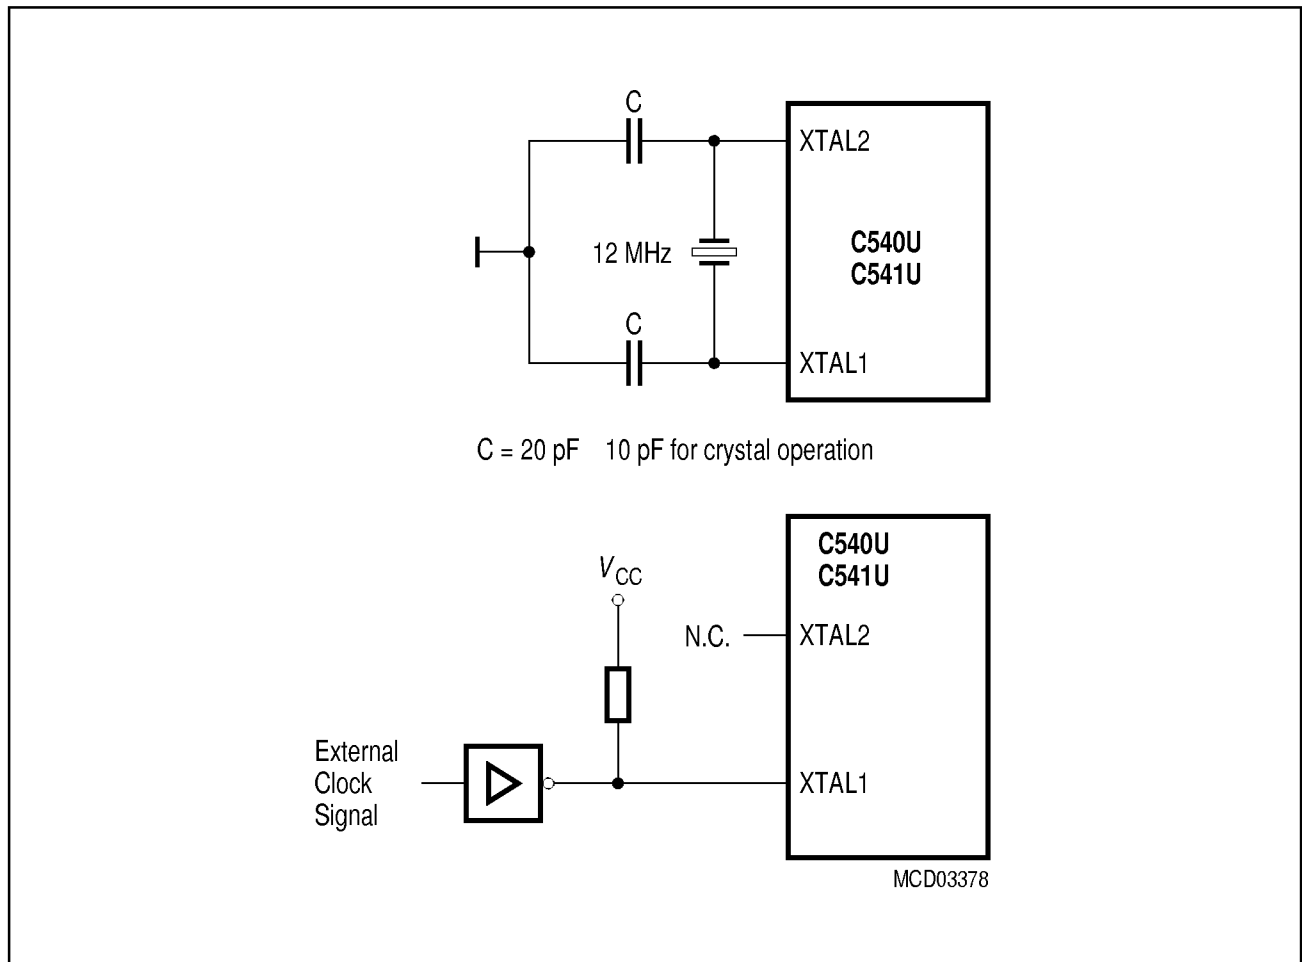 C
XTAL2
12 MHz
C540U
C541U
C
XTAL1
C = 20 pF 10 pF for crystal operation
C540U
C541U
VCC
N.C.
XTAL2
External
Clock
Signal
XTAL1
MCD03378